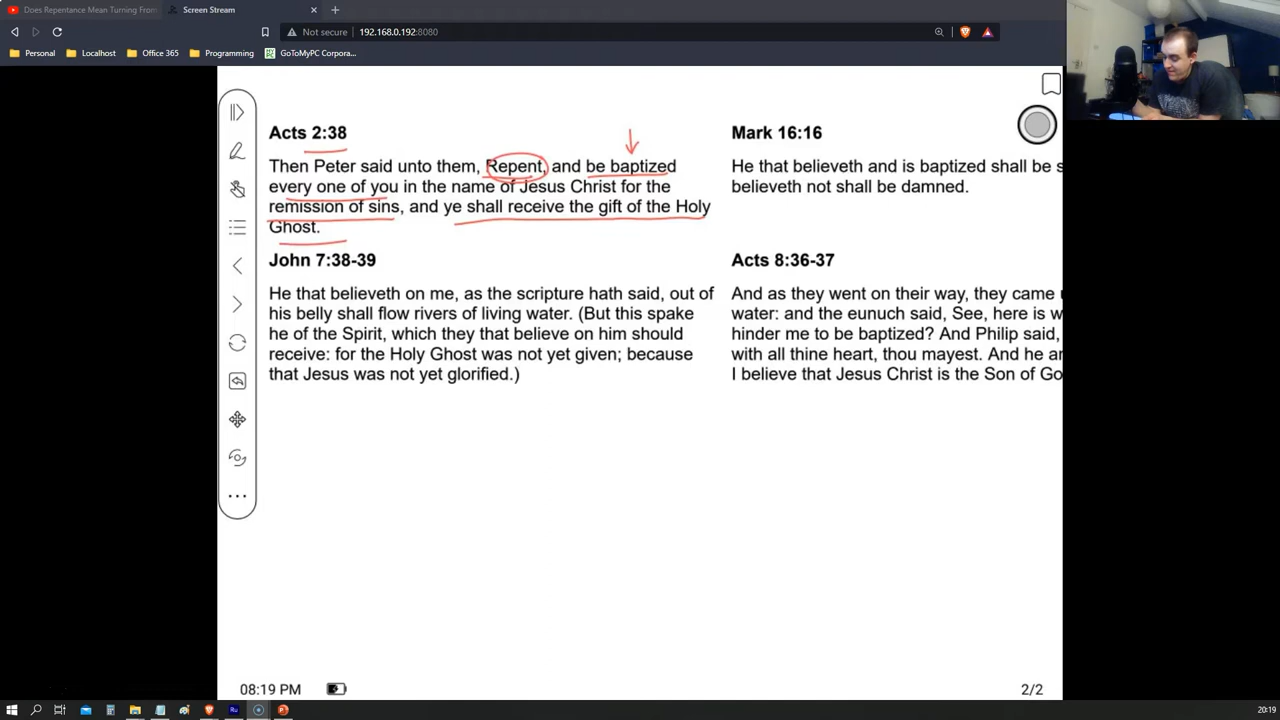 Does Repentance Mean Turning From
Screen Stream
Not secure
192.168.0.192:8080
Personal
Localhost
Office 365
Programming
MY PC
GoToMyPC Corpora...
Acts 2:38
Then Peter said unto them, Repent, and be baptized
every one of you in the name of Jesus Christ for the
remission of sins, and ye shall receive the gift of the Holy
Ghost.
John 7:38-39
He that believeth on me, as the scripture hath said, out of
his belly shall flow rivers of living water. (But this spake
he of the Spirit, which they that believe on him should
receive: for the Holy Ghost was not yet given; because
that Jesus was not yet glorified.)
Mark 16:16
He that believeth and is baptized shall be s
believeth not shall be damned.
Acts 8:36-37
And as they went on their way, they came
water: and the eunuch said, See, here is w
hinder me to be baptized? And Philip said,
with all thine heart, thou mayest. And he a
I believe that Jesus Christ is the Son of Go
08:19 PM
2/2
Ru
20:19